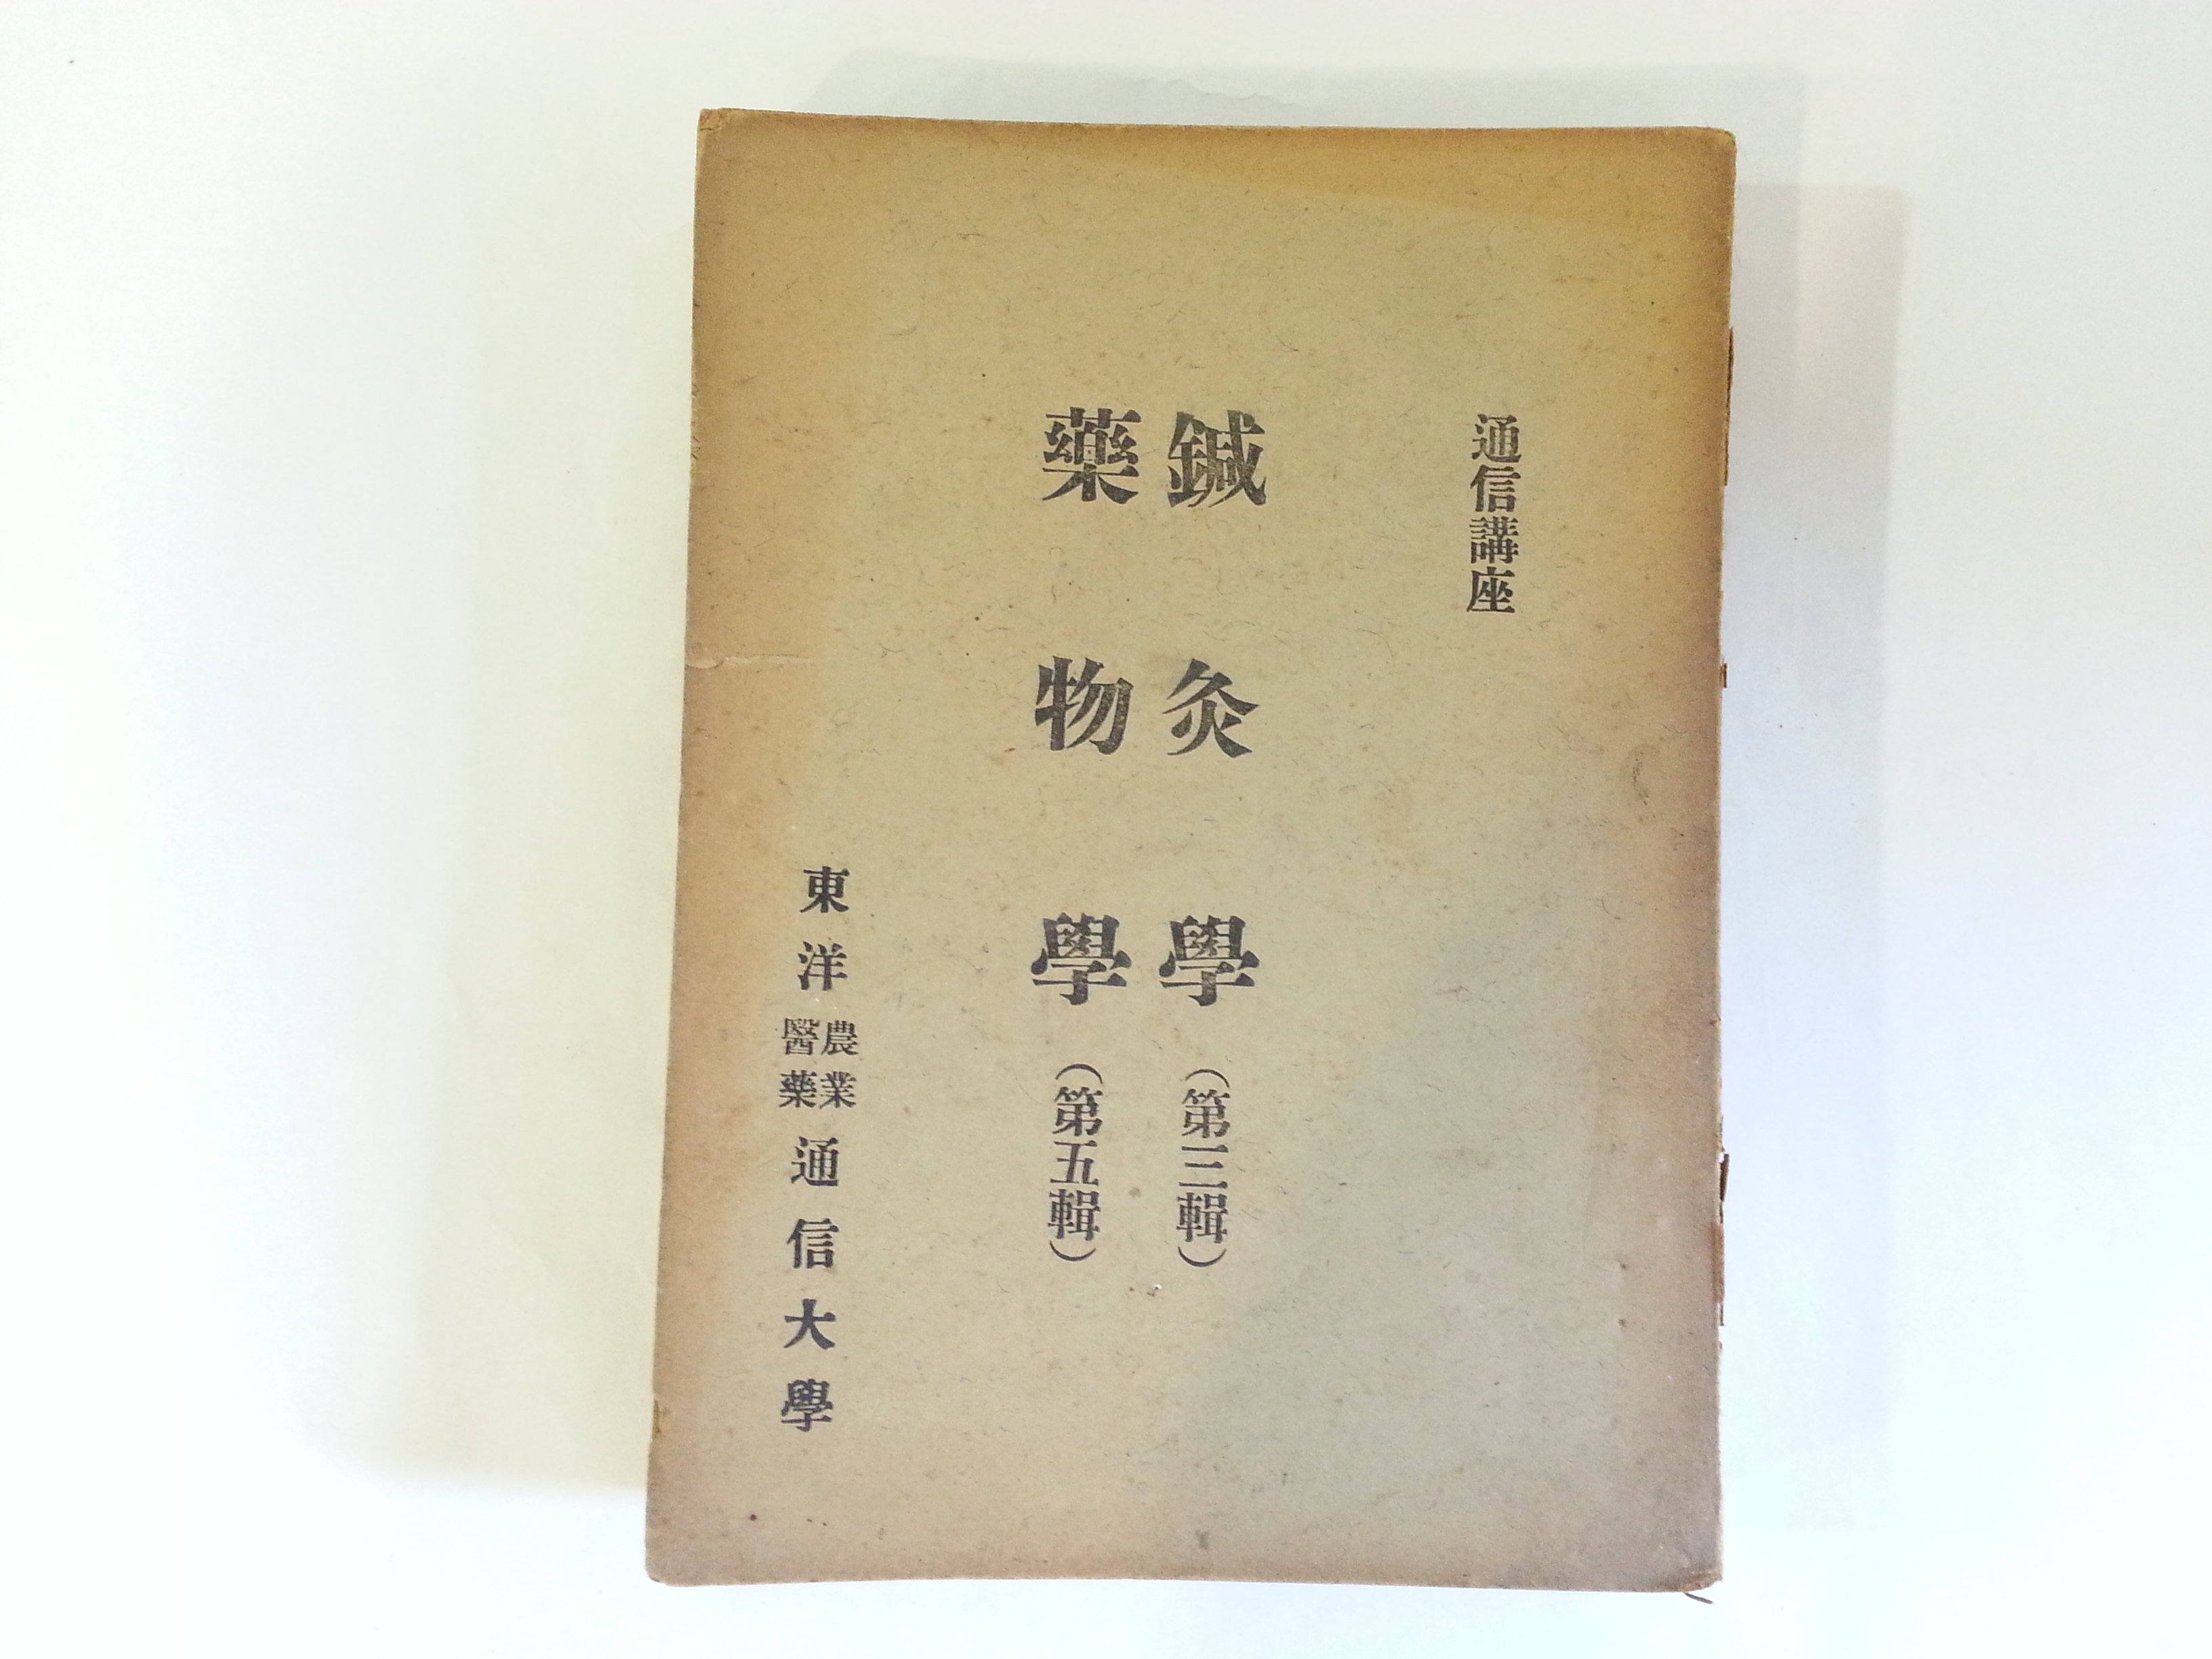 通信講座
鍼灸學(第三輯)
藥物學(第五輯)
東洋農業醫藥通信大學